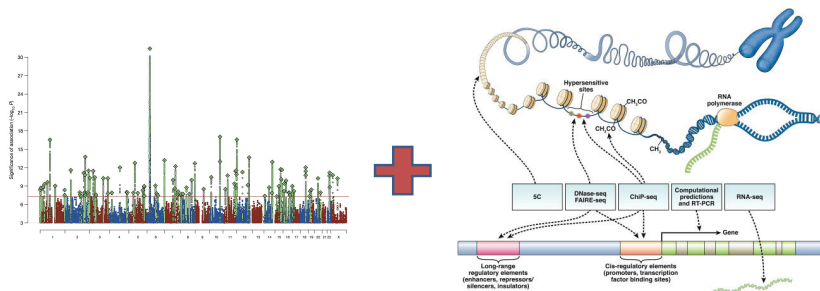 Significance of association (–log10 P)
30
27
24
21
18
15
12
9
6
3
1 2 3 4 5 6 7 8 9 10 11 12 13 14 15 16 17 18 19 20 21 22 X
Hypersensitive
sites
CH3CO
CH3CO
CH3
RNA
polymerase
5C
DNase-seq
FAIRE-seq
ChIP-seq
Computational
predictions
and RT-PCR
RNA-seq
Gene
Long-range
regulatory elements
(enhancers, repressors/
silencers, insulators)
Cis-regulatory elements
(promoters, transcription
factor binding sites)